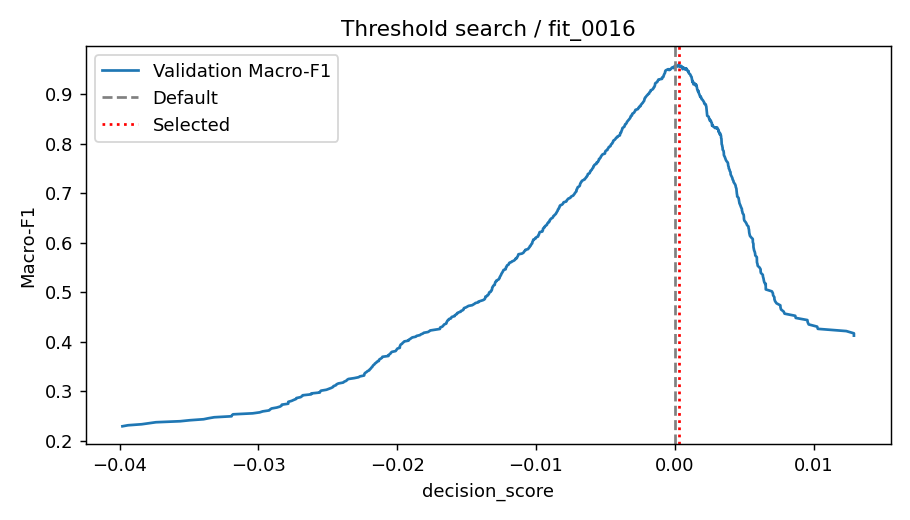 Threshold search / fit_0016
Validation Macro-F1
Default
Selected
Macro-F1
0.9
0.8
0.7
0.6
0.5
0.4
0.3
0.2
−0.04
−0.03
−0.02
−0.01
0.00
0.01
decision_score